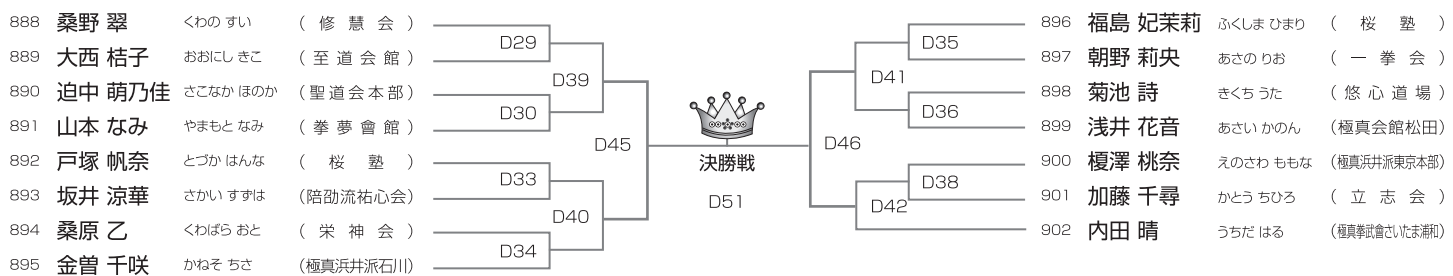 888 桑野 翠 くわの すい （ 修 慧 会 ）
889 大西 桔子 おおにし きこ （ 至 道 会 館 ）
890 迫中 萌乃佳 さこなか ほのか （聖道会本部）
891 山本 なみ やまもと なみ （ 拳 夢 會 館 ）
892 戸塚 帆奈 とづか はんな （ 桜 塾 ）
893 坂井 涼華 さかい すずは （陪劭流祐心会）
894 桑原 乙 くわばら おと （ 栄 神 会 ）
895 金曽 千咲 かねそ ちさ （極真浜井派石川）
D29
D30
D33
D34
D39
D40
D45
決勝戦
D51
D46
D41
D42
D35
D36
D38
896 福島 妃茉莉 ふくしま ひまり （ 桜 塾 ）
897 朝野 莉央 あさの りお （ 一 拳 会 ）
898 菊池 詩 きくち うた （ 悠 心 道 場 ）
899 浅井 花音 あさい かのん （極真会館松田）
900 榎澤 桃奈 えのさわ ももな （極真浜井派東京本部）
901 加藤 千尋 かとう ちひろ （ 立 志 会 ）
902 内田 晴 うちだ はる （極真拳武會さいたま浦和）